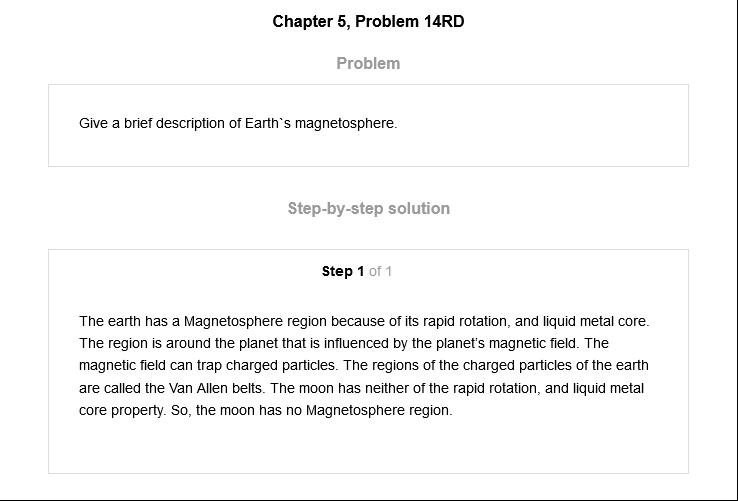 Chapter 5, Problem 14RD
Problem
Give a brief description of Earth`s magnetosphere.
Step-by-step solution
Step 1 of 1
The earth has a Magnetosphere region because of its rapid rotation, and liquid metal core.
The region is around the planet that is influenced by the planet's magnetic field. The
magnetic field can trap charged particles. The regions of the charged particles of the earth
are called the Van Allen belts. The moon has neither of the rapid rotation, and liquid metal
core property. So, the moon has no Magnetosphere region.